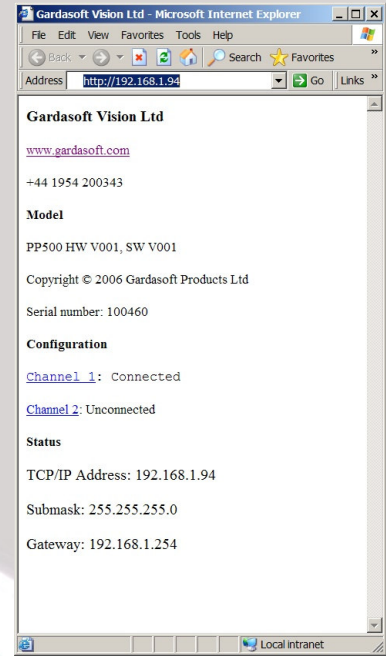 Gardasoft Vision Ltd - Microsoft Internet Explorer
File Edit View Favorites Tools Help
Back Search Favorites »
Address http://192.168.1.94 Go Links »
Gardasoft Vision Ltd
www.gardasoft.com
+44 1954 200343
Model
PP500 HW V001, SW V001
Copyright © 2006 Gardasoft Products Ltd
Serial number: 100460
Configuration
Channel 1: Connected
Channel 2: Unconnected
Status
TCP/IP Address: 192.168.1.94
Submask: 255.255.255.0
Gateway: 192.168.1.254
Local intranet